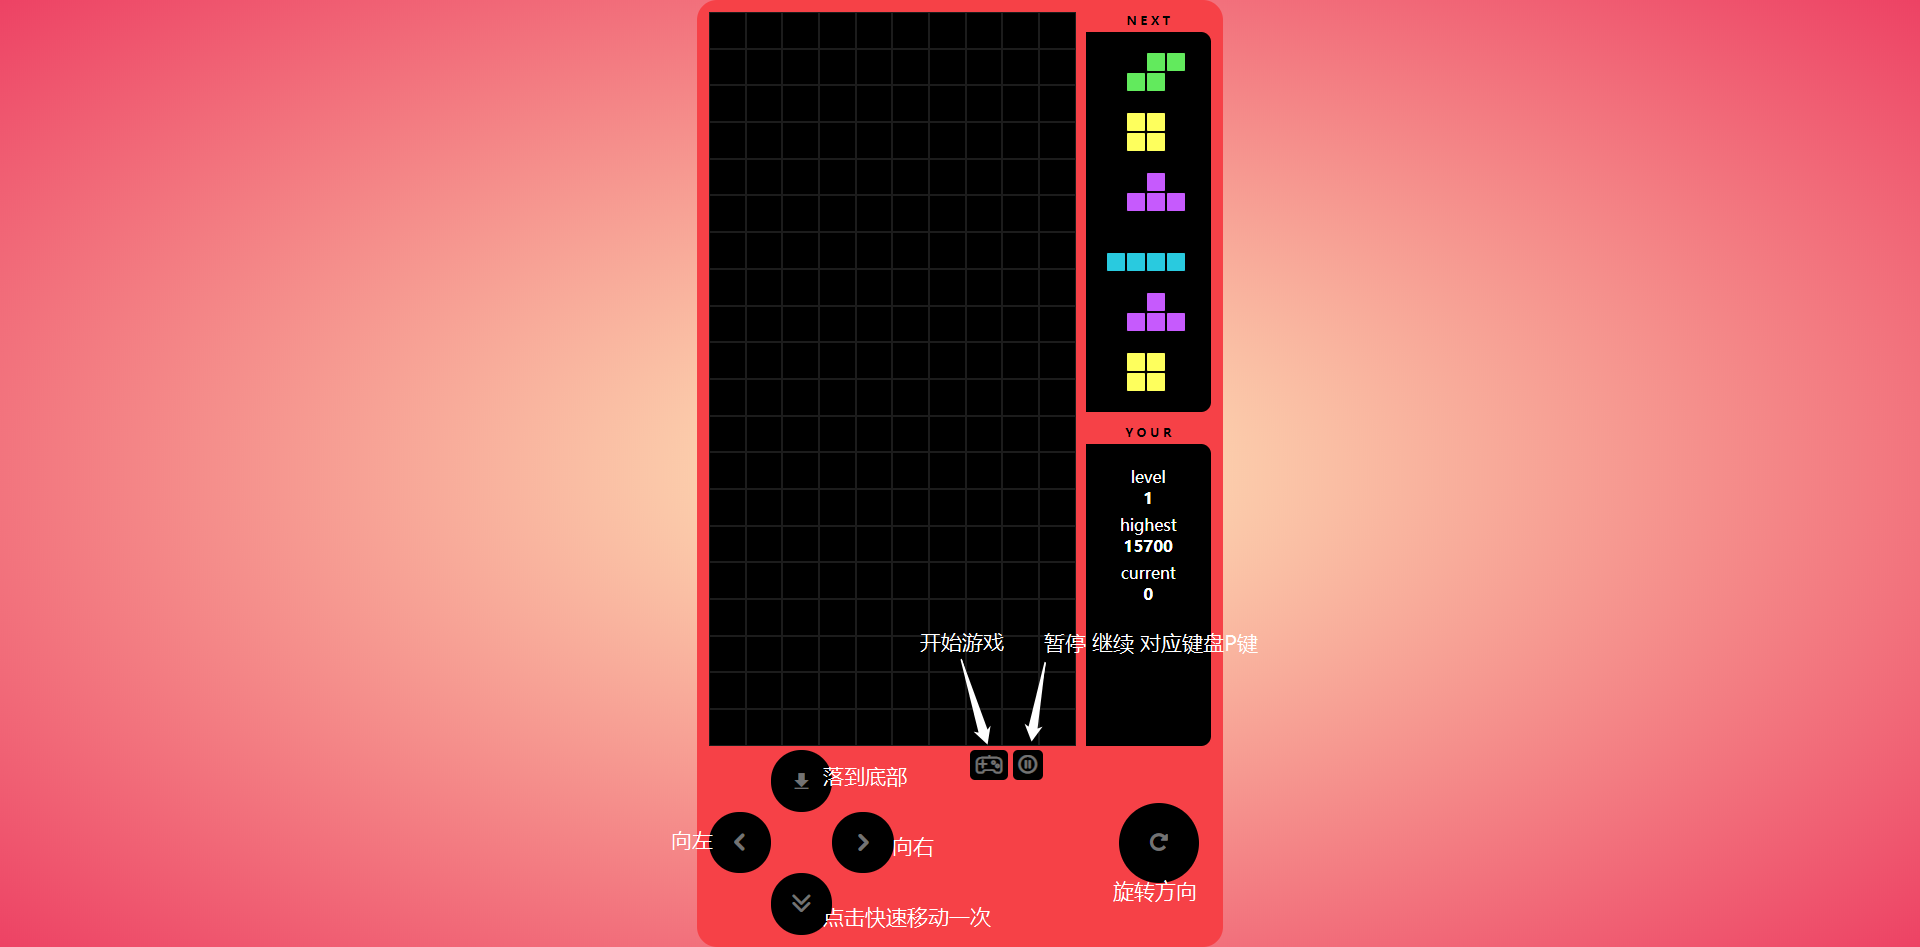 NEXT
YOUR
level
1
highest
15700
current
0
开始游戏
暂停 继续 对应键盘P键
落到底部
向左
向右
旋转方向
点击快速移动一次